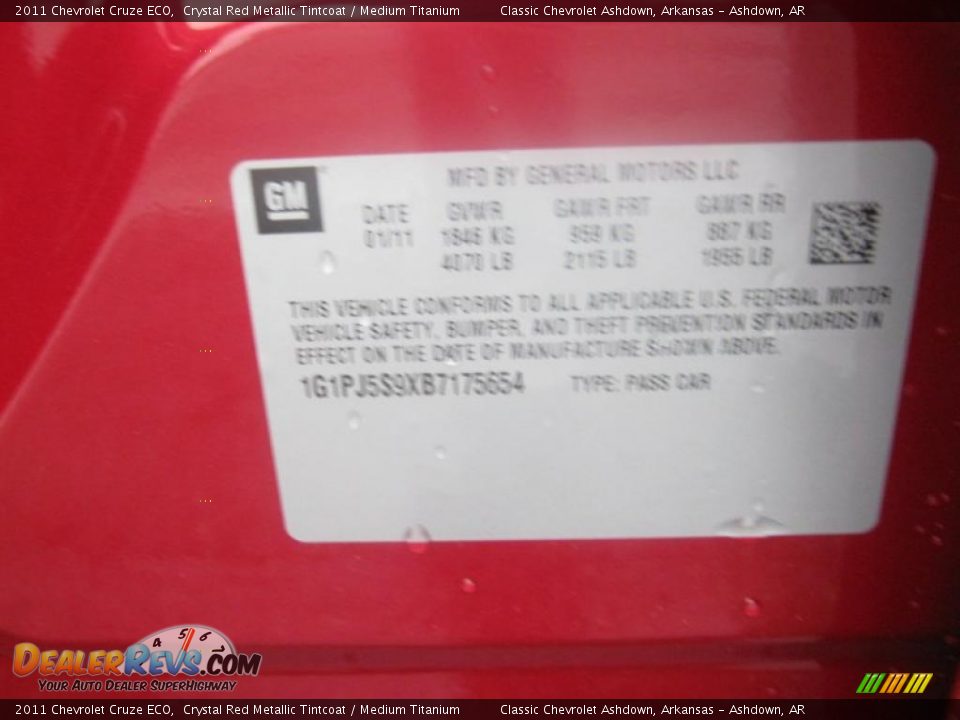 2011 Chevrolet Cruze ECO, Crystal Red Metallic Tintcoat / Medium Titanium Classic Chevrolet Ashdown, Arkansas - Ashdown, AR
GM
MFD BY GENERAL MOTORS LLC
DATE GVWR GAWR FRT GAWR RR
01/11 1846 KG 959 KG 887 KG
4070 LB 2115 LB 1955 LB
THIS VEHICLE CONFORMS TO ALL APPLICABLE U.S. FEDERAL MOTOR
VEHICLE SAFETY, BUMPER, AND THEFT PREVENTION STANDARDS IN
EFFECT ON THE DATE OF MANUFACTURE SHOWN ABOVE.
1G1PJ5S9XB7175654 TYPE: PASS CAR
4 5 6
DEALERREVS.COM
YOUR AUTO DEALER SUPERHIGHWAY
2011 Chevrolet Cruze ECO, Crystal Red Metallic Tintcoat / Medium Titanium Classic Chevrolet Ashdown, Arkansas - Ashdown, AR